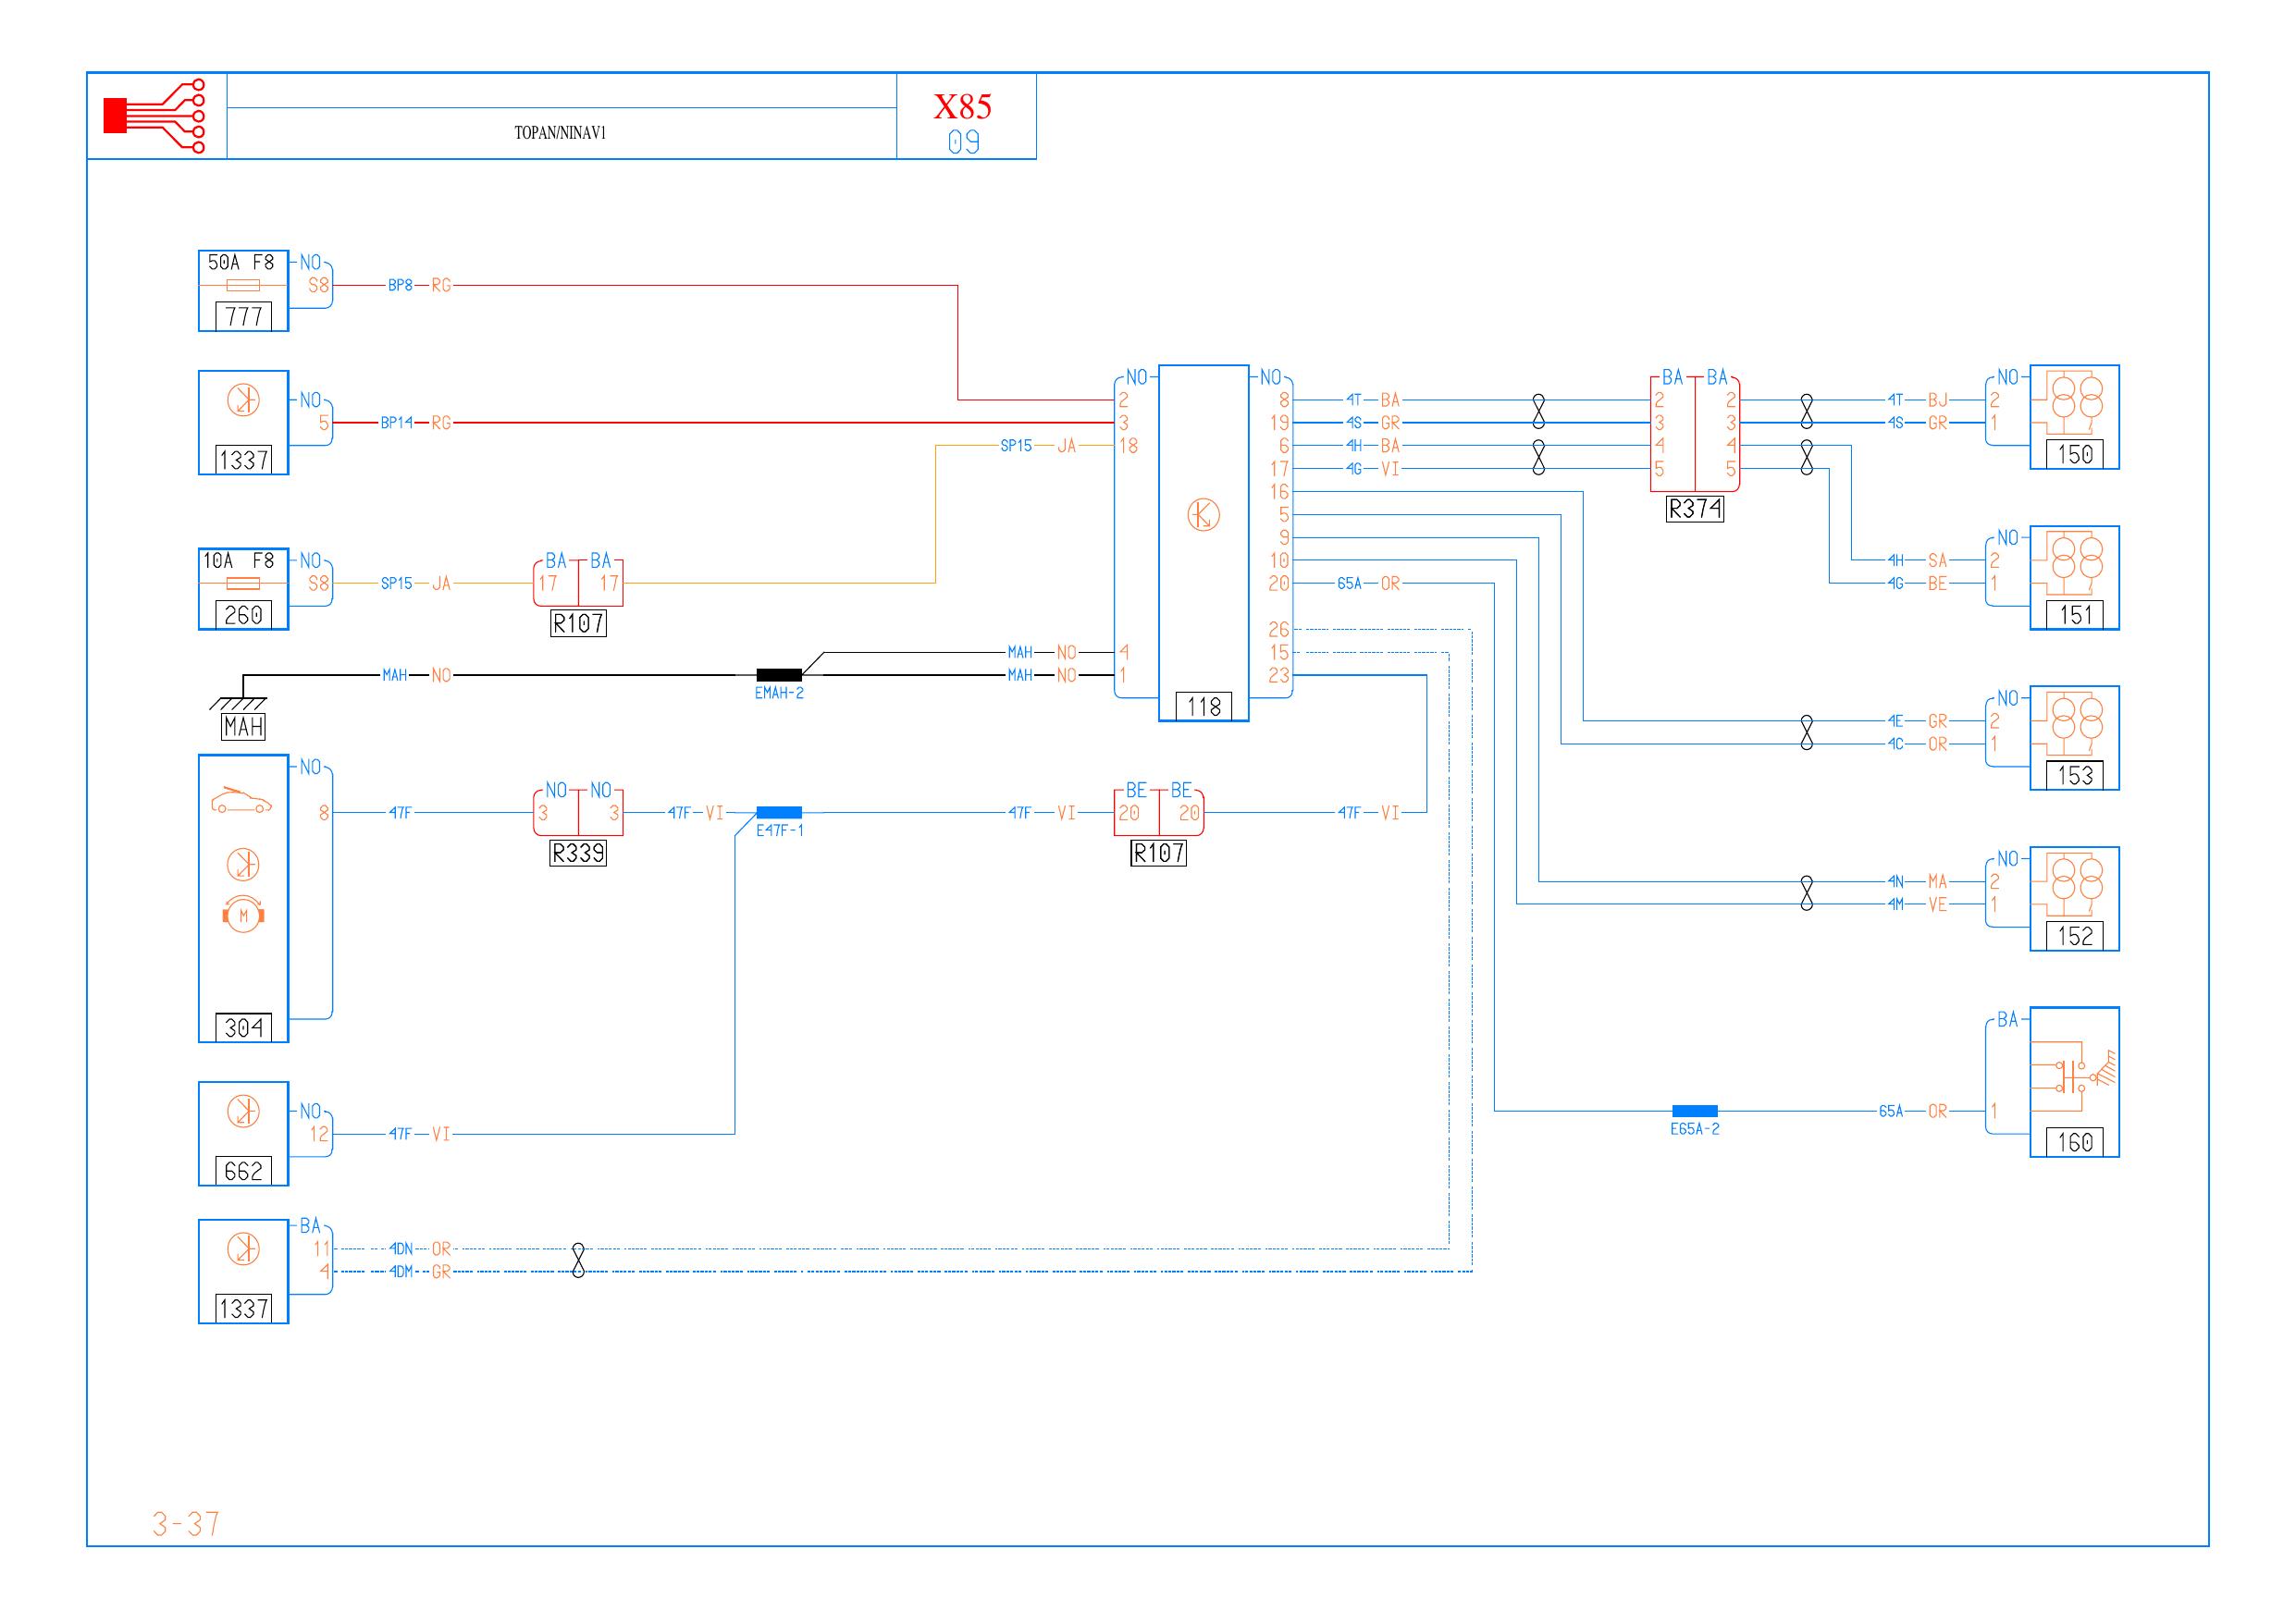 X85
TOPAN/NINAV1
09
50A F8 NO
S8 BP8 RG
777
NO NO BA BA NO
8 4T BA 2 2 4T BJ 2
2
NO
5 BP14 RG 3 19 4S GR 3 3 4S GR 1
18 6 4H BA 4 4
SP15 JA
1337 17 4G VI 5 5 150
16
R374
5
9 NO
10A F8 NO BA BA 10 4H SA 2
S8 SP15 JA 17 17 20 65A OR 4G BE 1
260 R107 151
26
MAH NO 4 15
MAH NO MAH NO 1 23
EMAH-2
NO
118
MAH 4E GR 2
4C OR 1
NO
153
NO NO BE BE
8 47F 3 3 47F VI 47F VI 20 20 47F VI
E47F-1
R339 R107
NO
4N MA 2
4M VE 1
152
304 BA
NO 65A OR 1
E65A-2
12 47F VI
160
662
BA
11 4DN OR
4 4DM GR
1337
M
3-37